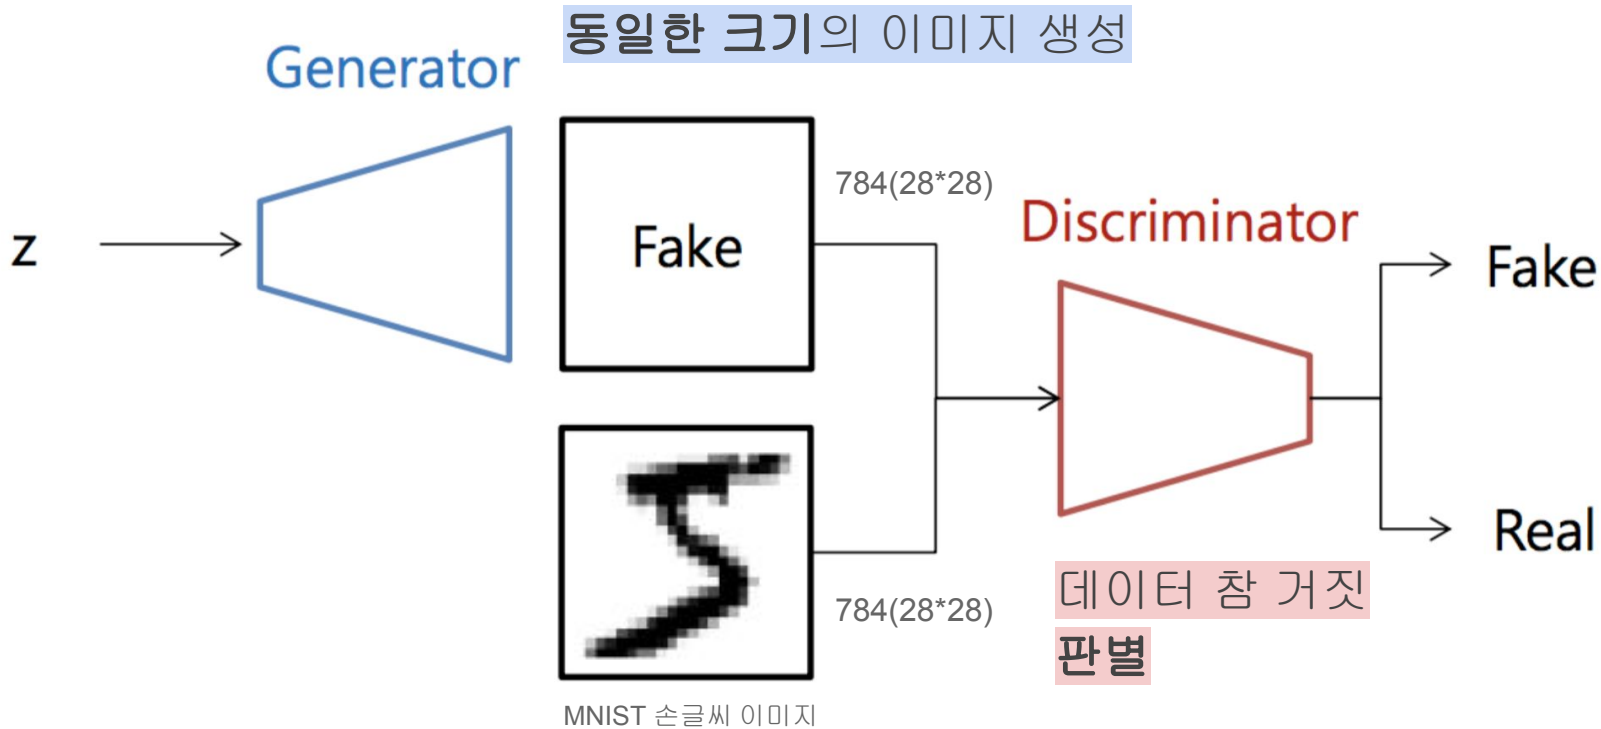 동일한 크기의 이미지 생성
Generator
784(28*28)
z
Fake
Discriminator
Fake
Real
784(28*28)
데이터 참 거짓
판별
MNIST 손글씨 이미지